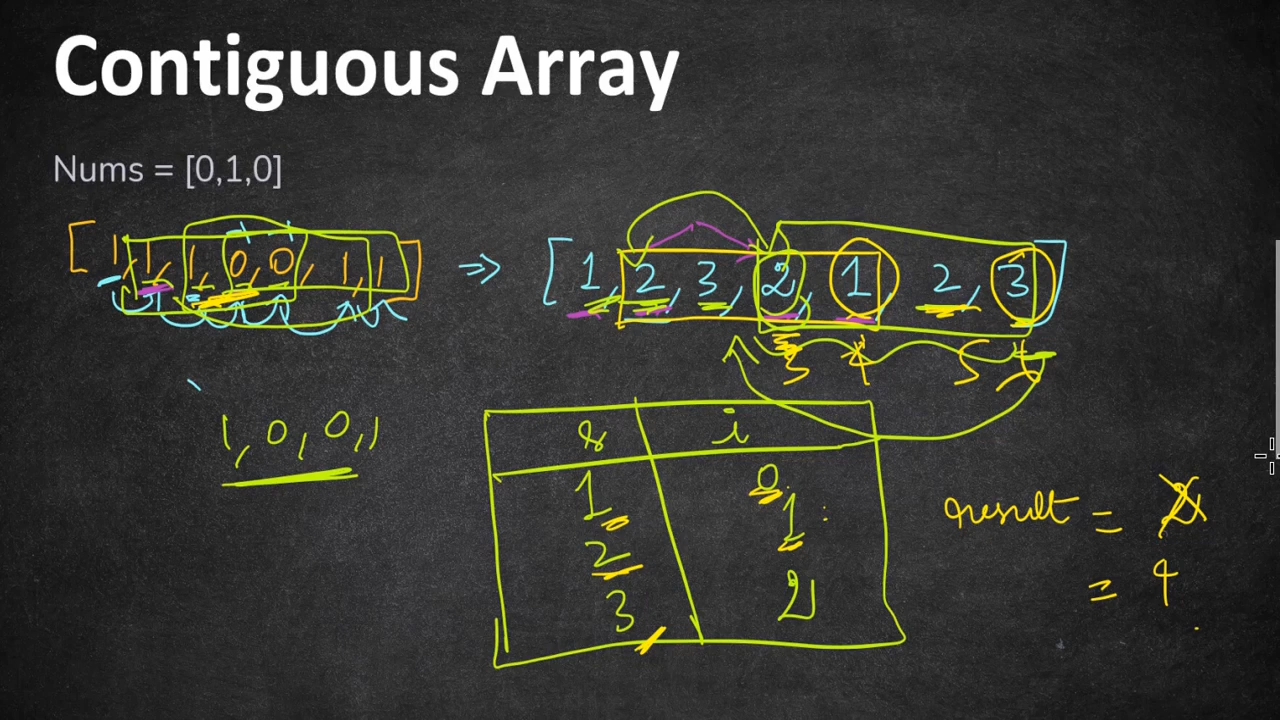 Contiguous Array
Nums = [0,1,0]
[1,1,1,0,0,1,1] ⇒ [1,2,3,2,1,2,3]
3 4 5
1,0,0,1
s i
1 0
2 1
3 2
result = 2
= 4